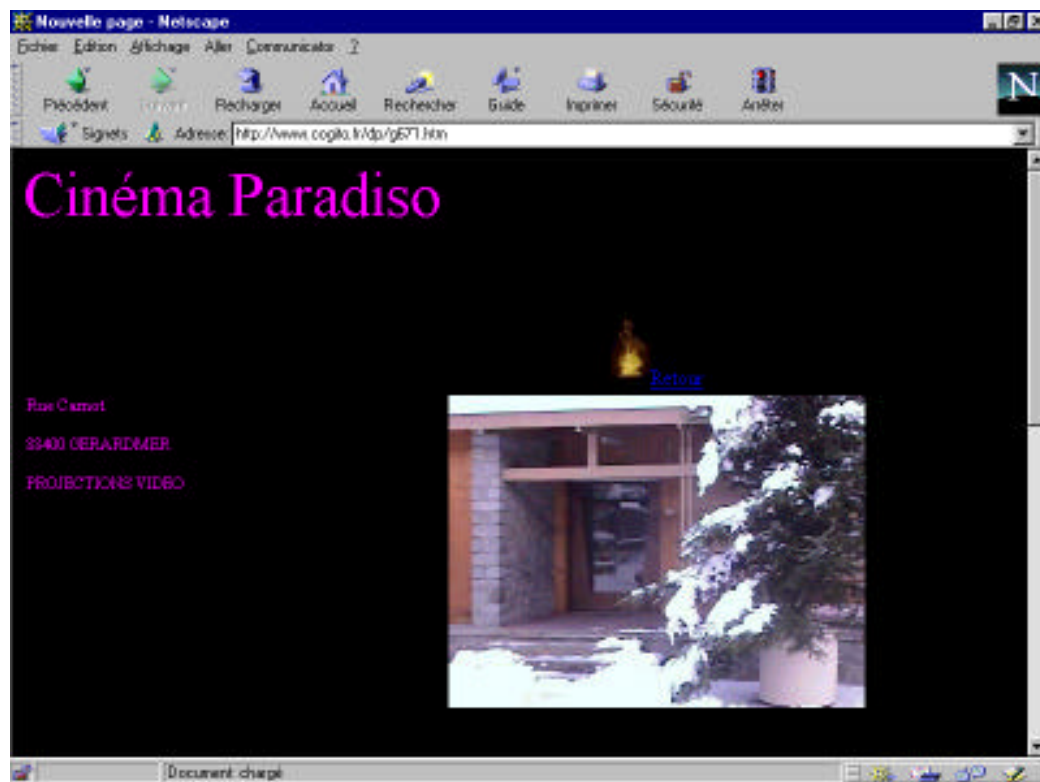 Nouvelle page - Netscape
Fichier Edition Affichage Aller Communicator ?
Précédent Suivant Recharger Accueil Rechercher Guide Imprimer Sécurité Arrêter
Signets Adresse http://www.cogito.fr/dp/g671.htm
N
Cinéma Paradiso
Retour
Rue Carnot
GERARDMER
PROJECTIONS VIDEO
Document chargé